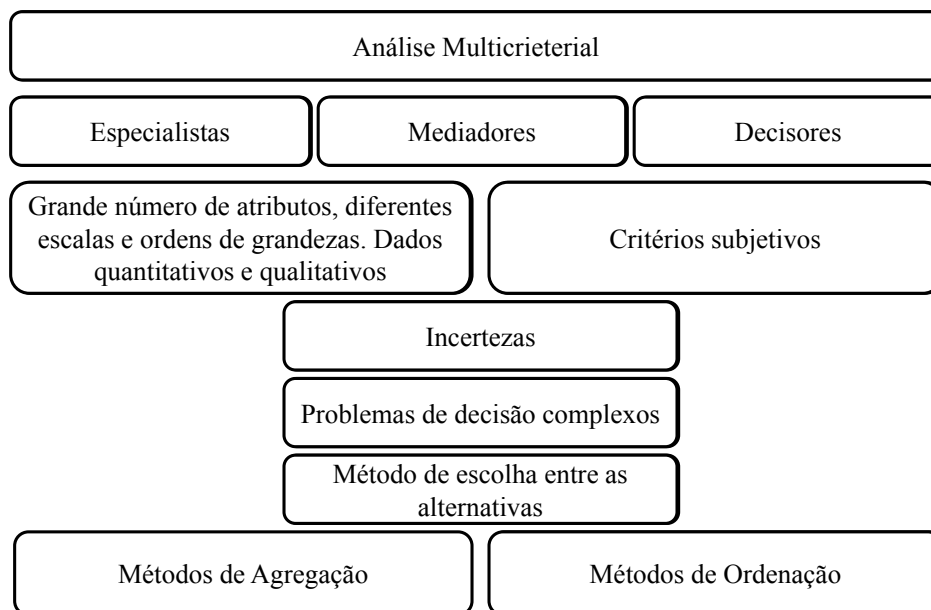 Análise Multicrieterial
Especialistas
Mediadores
Decisores
Grande número de atributos, diferentes
escalas e ordens de grandezas. Dados
quantitativos e qualitativos
Critérios subjetivos
Incertezas
Problemas de decisão complexos
Método de escolha entre as
alternativas
Métodos de Agregação
Métodos de Ordenação